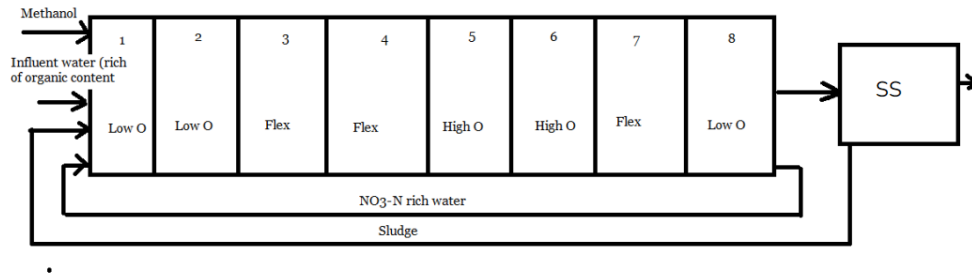 Methanol
1 2 3 4 5 6 7 8
Influent water (rich
of organic content
SS
Low O Low O Flex Flex High O High O Flex Low O
NO3-N rich water
Sludge